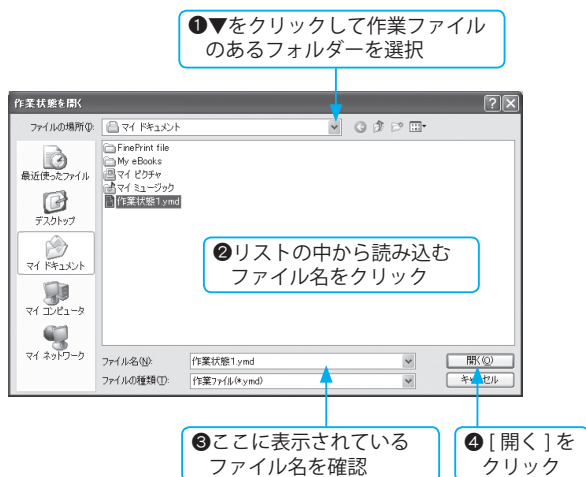 ❶▼をクリックして作業ファイル
のあるフォルダーを選択
作業状態を開く
ファイルの場所(I):
マイ ドキュメント
FinePrint file
My eBooks
マイ ピクチャ
マイ ミュージック
作業状態1.ymd
最近使ったファイル
デスクトップ
マイ ドキュメント
マイ コンピュータ
マイ ネットワーク
❷リストの中から読み込む
ファイル名をクリック
ファイル名(N):
作業状態1.ymd
開く(O)
ファイルの種類(T):
作業ファイル(*.ymd)
キャンセル
❸ここに表示されている
ファイル名を確認
❹[ 開く ] を
クリック